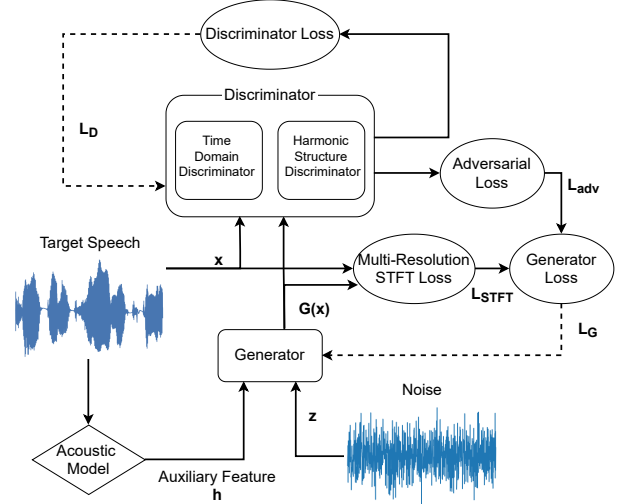 Discriminator Loss
Discriminator
L_D
Time
Domain
Discriminator
Harmonic
Structure
Discriminator
Adversarial
Loss
L_adv
Target Speech
x
Multi-Resolution
STFT Loss
L_STFT
Generator
Loss
G(x)
L_G
Generator
Noise
z
Acoustic
Model
Auxiliary Feature
h